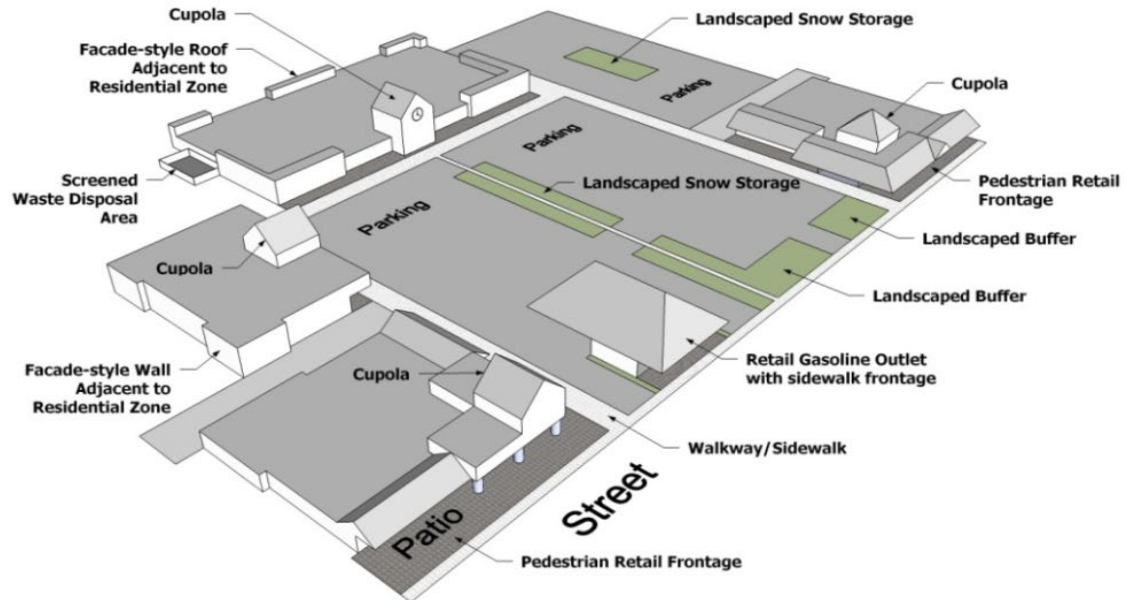 Cupola
Landscaped Snow Storage
Facade-style Roof
Adjacent to
Residential Zone
Parking
Cupola
Parking
Screened
Waste Disposal
Area
Landscaped Snow Storage
Pedestrian Retail
Frontage
Parking
Landscaped Buffer
Cupola
Landscaped Buffer
Facade-style Wall
Adjacent to
Residential Zone
Cupola
Retail Gasoline Outlet
with sidewalk frontage
Walkway/Sidewalk
Street
Patio
Pedestrian Retail Frontage